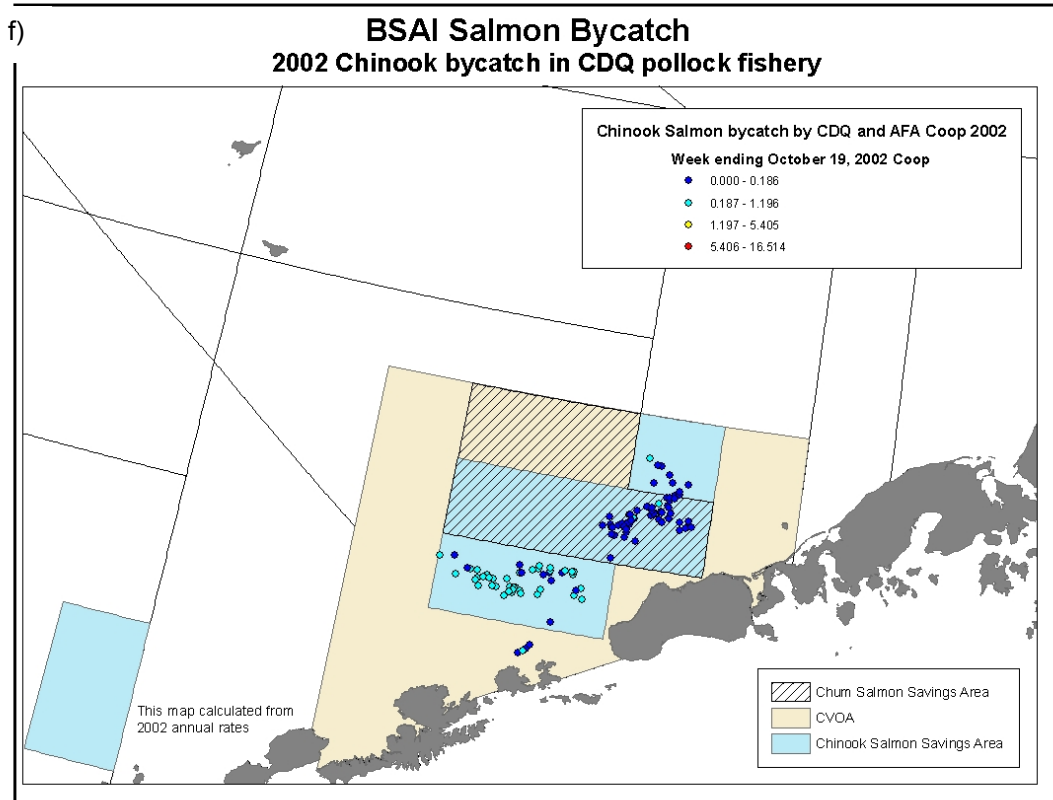 f)
BSAI Salmon Bycatch
2002 Chinook bycatch in CDQ pollock fishery
Chinook Salmon bycatch by CDQ and AFA Coop 2002
Week ending October 19, 2002 Coop
0.000 - 0.186
0.187 - 1.196
1.197 - 5.405
5.406 - 16.514
This map calculated from
2002 annual rates
Chum Salmon Savings Area
CVOA
Chinook Salmon Savings Area